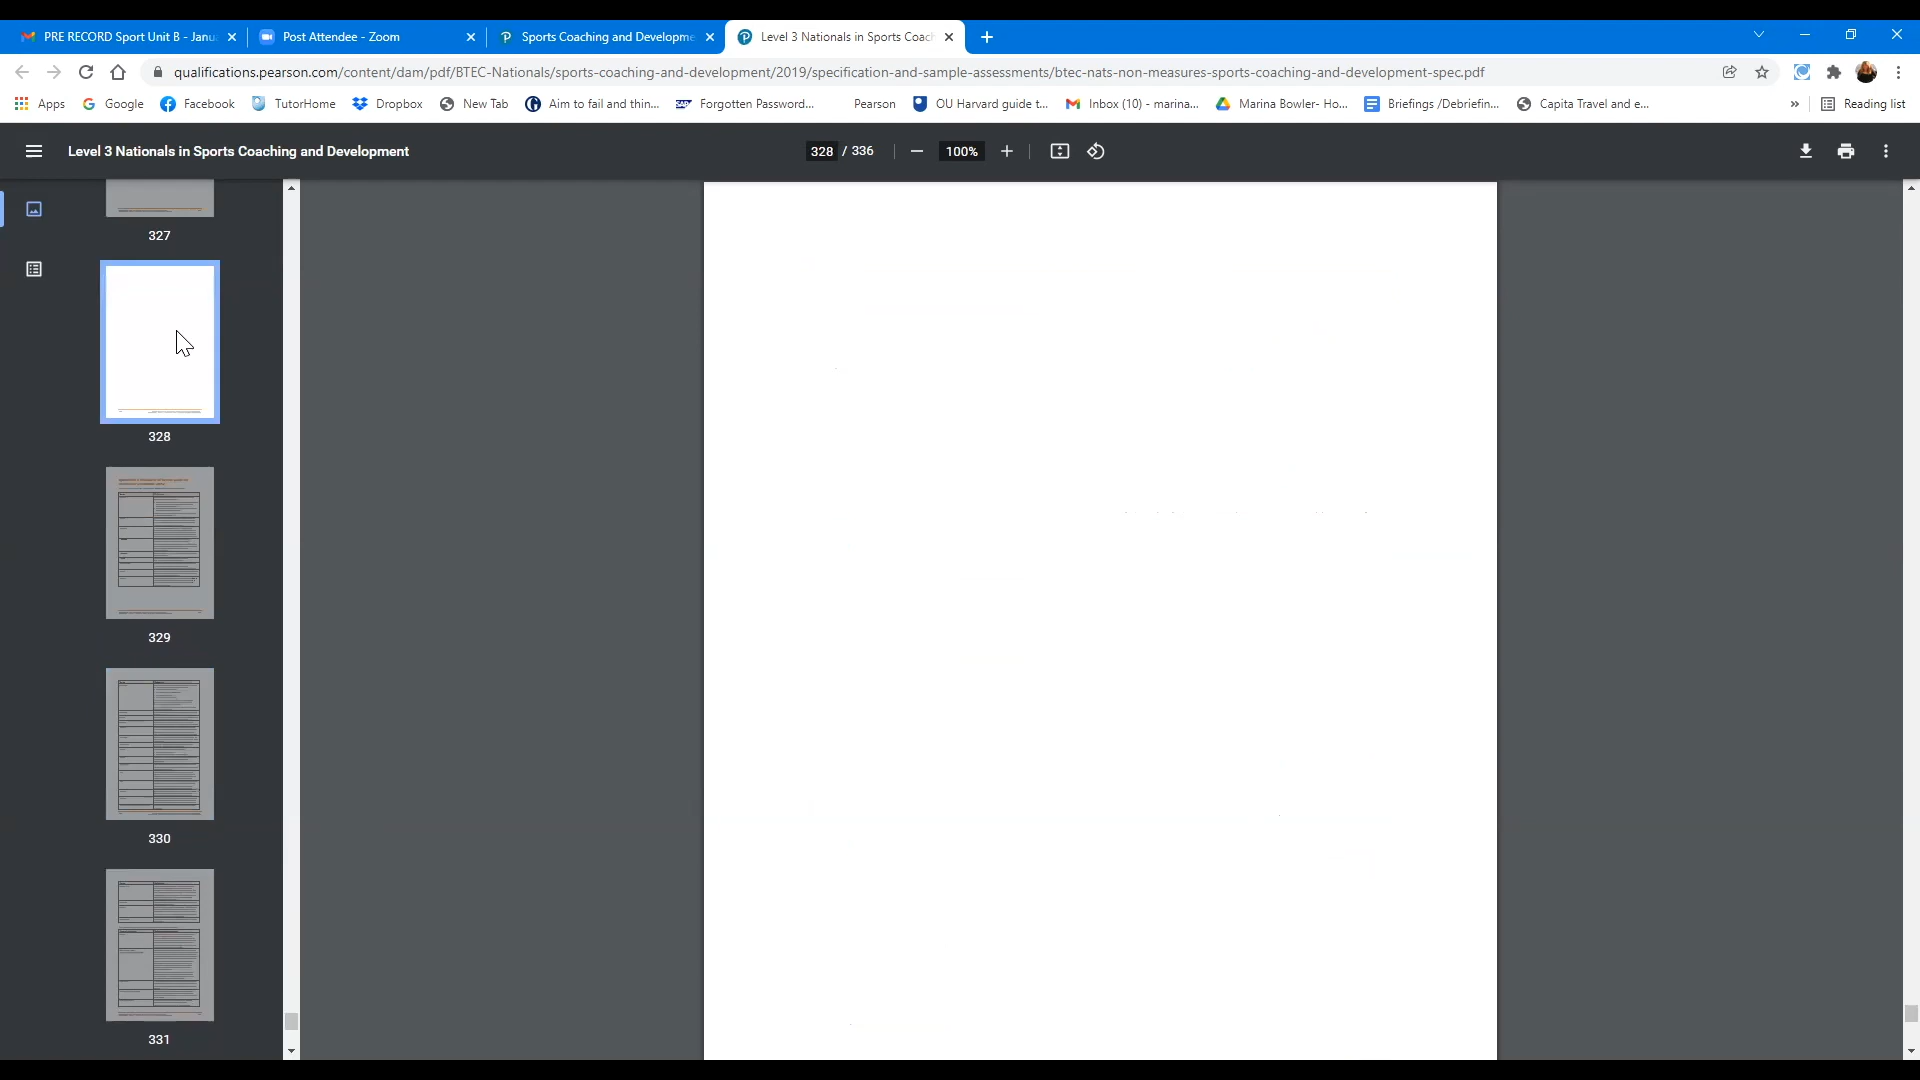 PRE RECORD Sport Unit B - Janu
Post Attendee - Zoom
Sports Coaching and Developme
Level 3 Nationals in Sports Coach
qualifications.pearson.com/content/dam/pdf/BTEC-Nationals/sports-coaching-and-development/2019/specification-and-sample-assessments/btec-nats-non-measures-sports-coaching-and-development-spec.pdf
Apps
Google
Facebook
TutorHome
Dropbox
New Tab
Aim to fail and thin...
Forgotten Password...
Pearson
OU Harvard guide t...
Inbox (10) - marina...
Marina Bowler- Ho...
Briefings /Debriefin...
Capita Travel and e...
»
Reading list
Level 3 Nationals in Sports Coaching and Development
328 / 336
100%
327
328
329
330
331